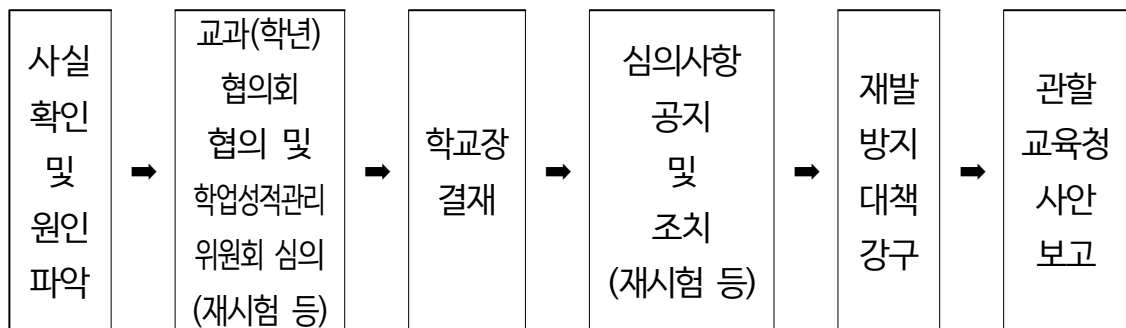 사실
확인
및
원인
파악
➡
교과(학년)
협의회
협의 및
학업성적관리
위원회 심의
(재시험 등)
➡
학교장
결재
➡
심의사항
공지
및
조치
(재시험 등)
➡
재발
방지
대책
강구
➡
관할
교육청
사안
보고